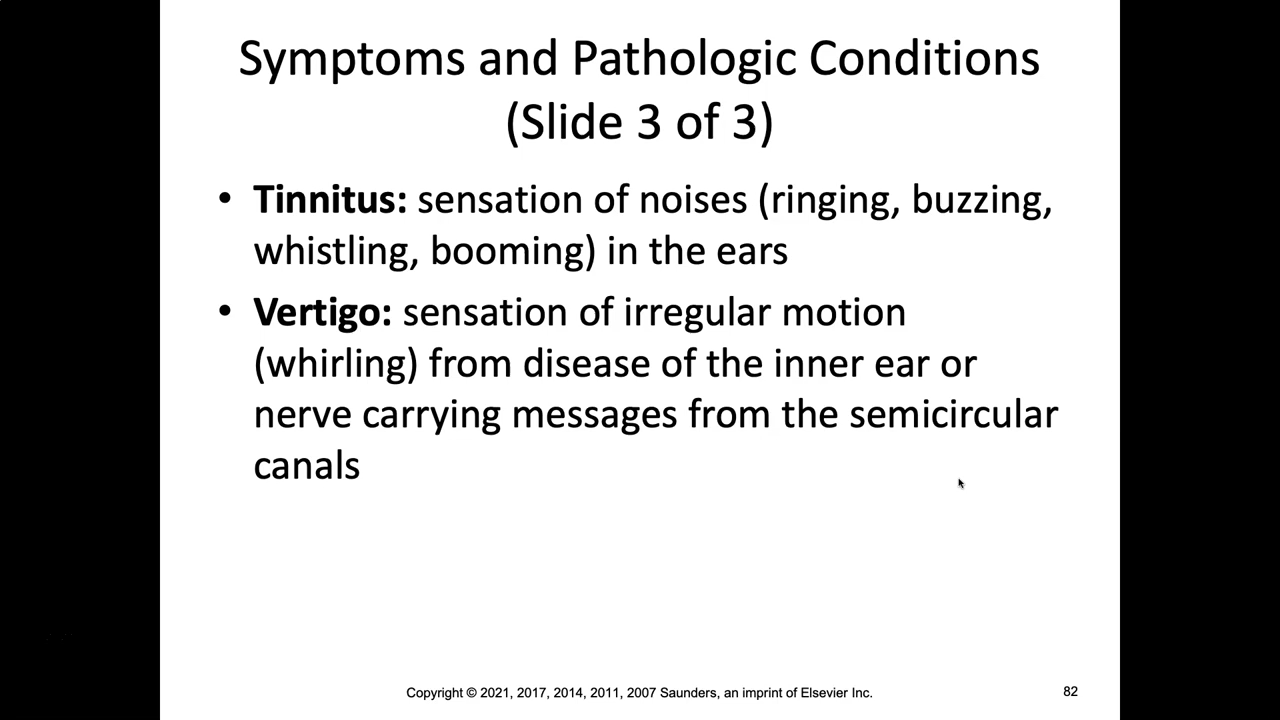 Symptoms and Pathologic Conditions
(Slide 3 of 3)
• Tinnitus: sensation of noises (ringing, buzzing,
whistling, booming) in the ears
• Vertigo: sensation of irregular motion
(whirling) from disease of the inner ear or
nerve carrying messages from the semicircular
canals
Copyright © 2021, 2017, 2014, 2011, 2007 Saunders, an imprint of Elsevier Inc.
82